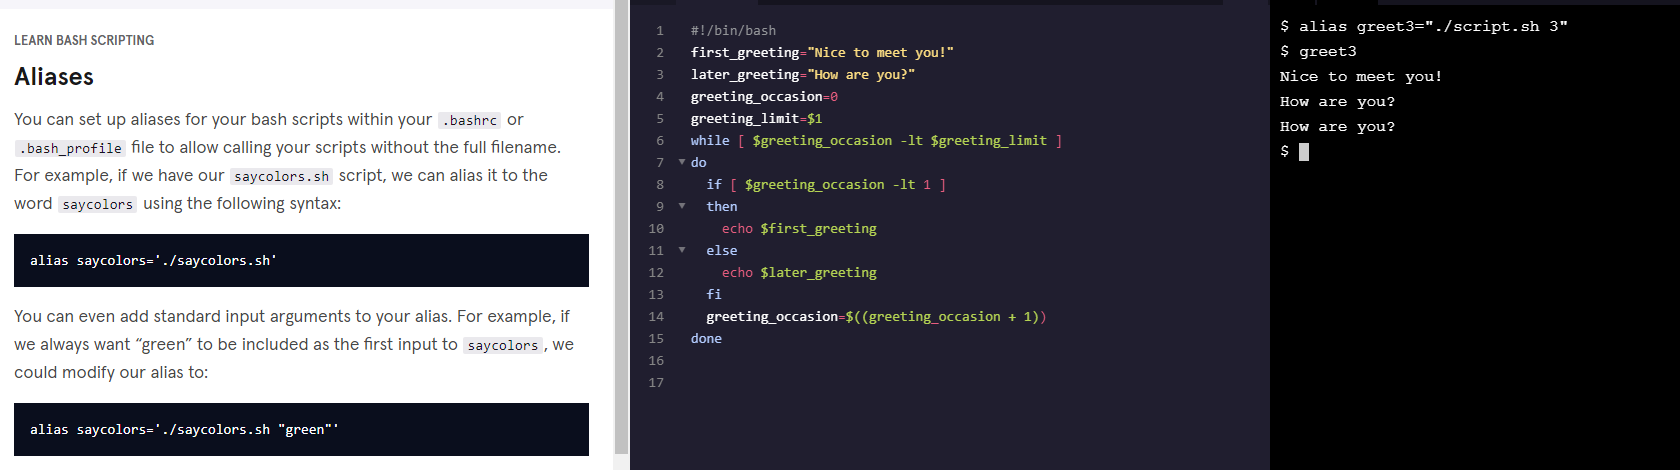 LEARN BASH SCRIPTING
Aliases
You can set up aliases for your bash scripts within your .bashrc or
.bash_profile file to allow calling your scripts without the full filename.
For example, if we have our saycolors.sh script, we can alias it to the
word saycolors using the following syntax:
alias saycolors='./saycolors.sh'
You can even add standard input arguments to your alias. For example, if
we always want “green” to be included as the first input to saycolors, we
could modify our alias to:
alias saycolors='./saycolors.sh "green"'
1 #!/bin/bash
2 first_greeting="Nice to meet you!"
3 later_greeting="How are you?"
4 greeting_occasion=0
5 greeting_limit=$1
6 while [ $greeting_occasion -lt $greeting_limit ]
7 do
8 if [ $greeting_occasion -lt 1 ]
9 then
10 echo $first_greeting
11 else
12 echo $later_greeting
13 fi
14 greeting_occasion=$((greeting_occasion + 1))
15 done
16
17
$ alias greet3="./script.sh 3"
$ greet3
Nice to meet you!
How are you?
How are you?
$